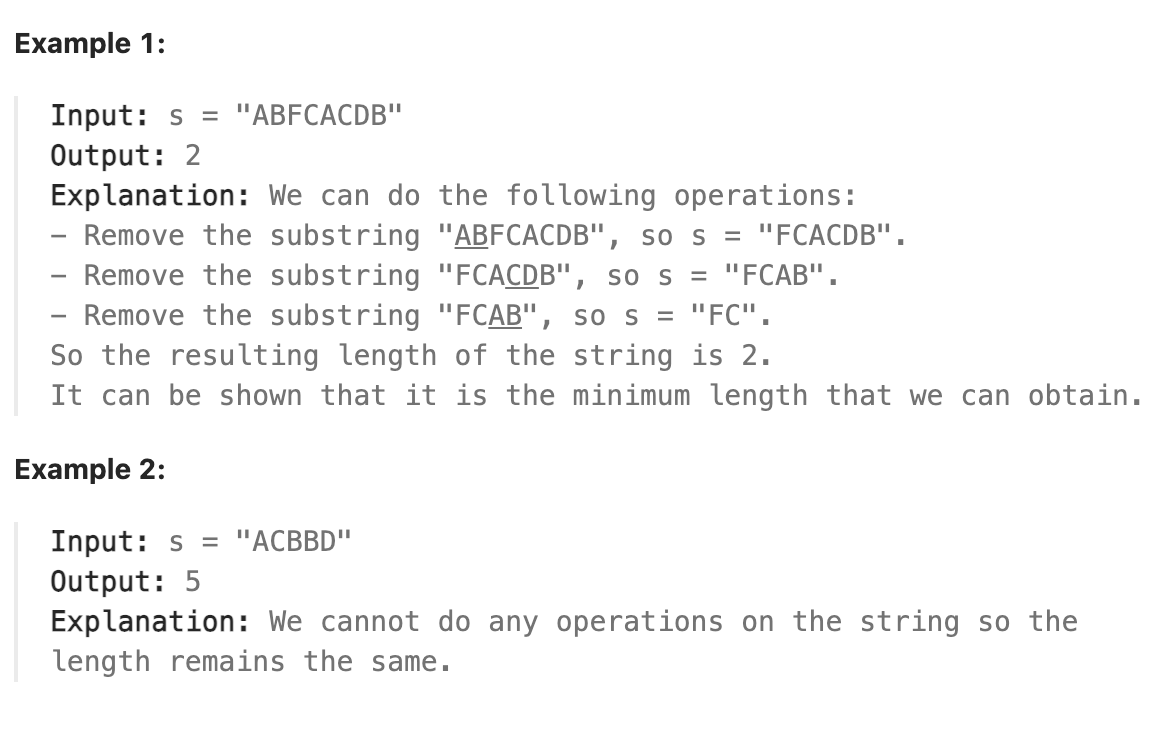 Example 1:
Input: s = "ABFCACDB"
Output: 2
Explanation: We can do the following operations:
- Remove the substring "ABFCACDB", so s = "FCACDB".
- Remove the substring "FCACDB", so s = "FCAB".
- Remove the substring "FCAB", so s = "FC".
So the resulting length of the string is 2.
It can be shown that it is the minimum length that we can obtain.
Example 2:
Input: s = "ACBBD"
Output: 5
Explanation: We cannot do any operations on the string so the
length remains the same.